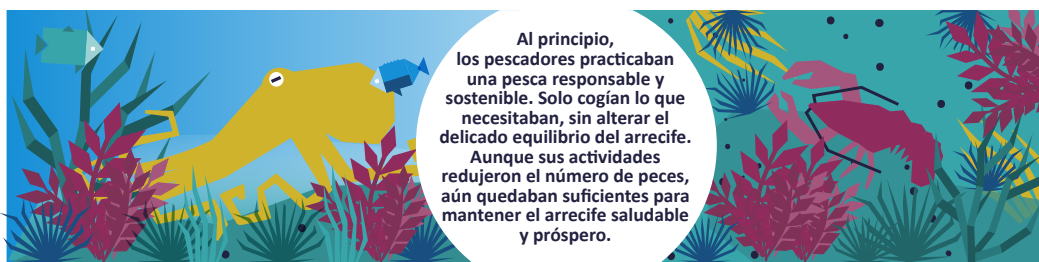 Al principio,
los pescadores practicaban
una pesca responsable y
sostenible. Solo cogían lo que
necesitaban, sin alterar el
delicado equilibrio del arrecife.
Aunque sus actividades
redujeron el número de peces,
aún quedaban suficientes para
mantener el arrecife saludable
y próspero.